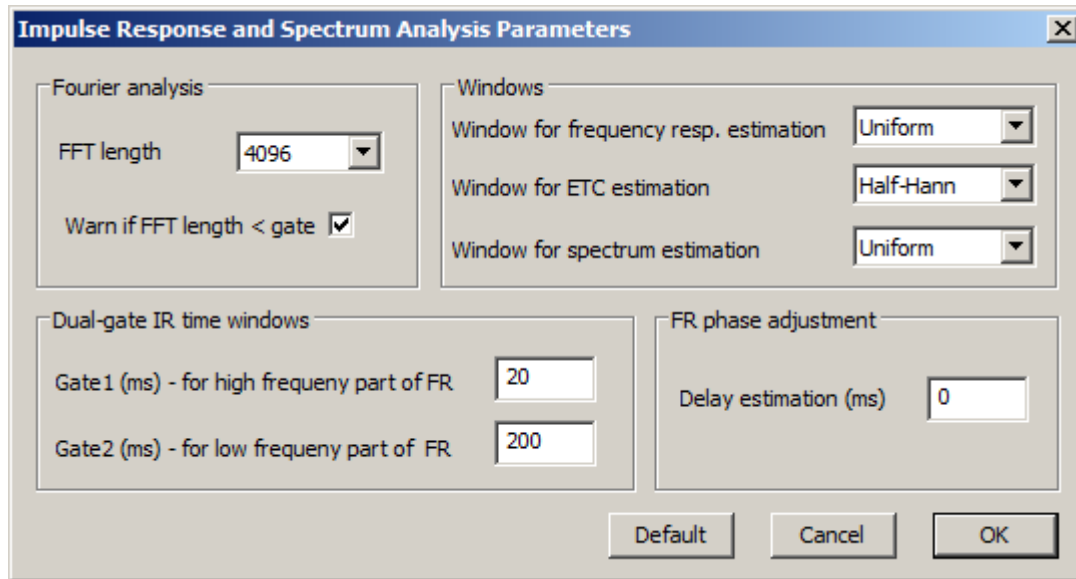 Impulse Response and Spectrum Analysis Parameters
Fourier analysis
FFT length 4096
Warn if FFT length < gate
Windows
Window for frequency resp. estimation Uniform
Window for ETC estimation Half-Hann
Window for spectrum estimation Uniform
Dual-gate IR time windows
Gate1 (ms) - for high frequeny part of FR 20
Gate2 (ms) - for low frequeny part of FR 200
FR phase adjustment
Delay estimation (ms) 0
Default Cancel OK